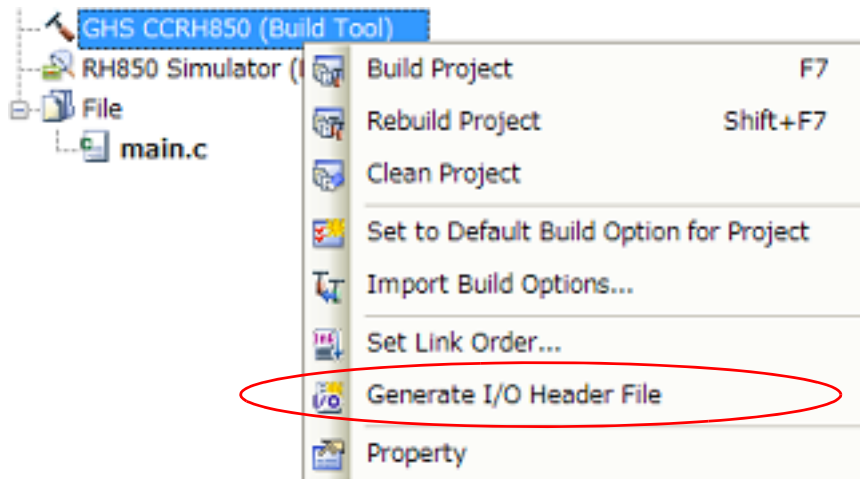 GHS CCRH850 (Build Tool)
RH850 Simulator (
File
main.c
Build Project F7
Rebuild Project Shift+F7
Clean Project
Set to Default Build Option for Project
Import Build Options...
Set Link Order...
Generate I/O Header File
Property